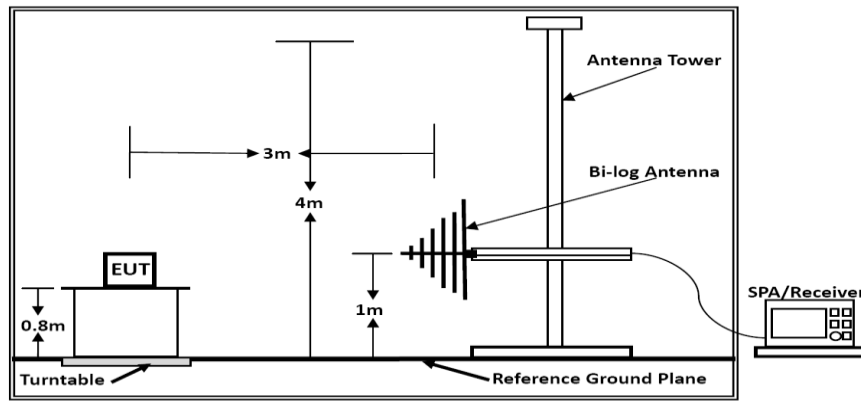 Antenna Tower
3m
Bi-log Antenna
4m
EUT
1m
SPA/Receiver
0.8m
Turntable
Reference Ground Plane